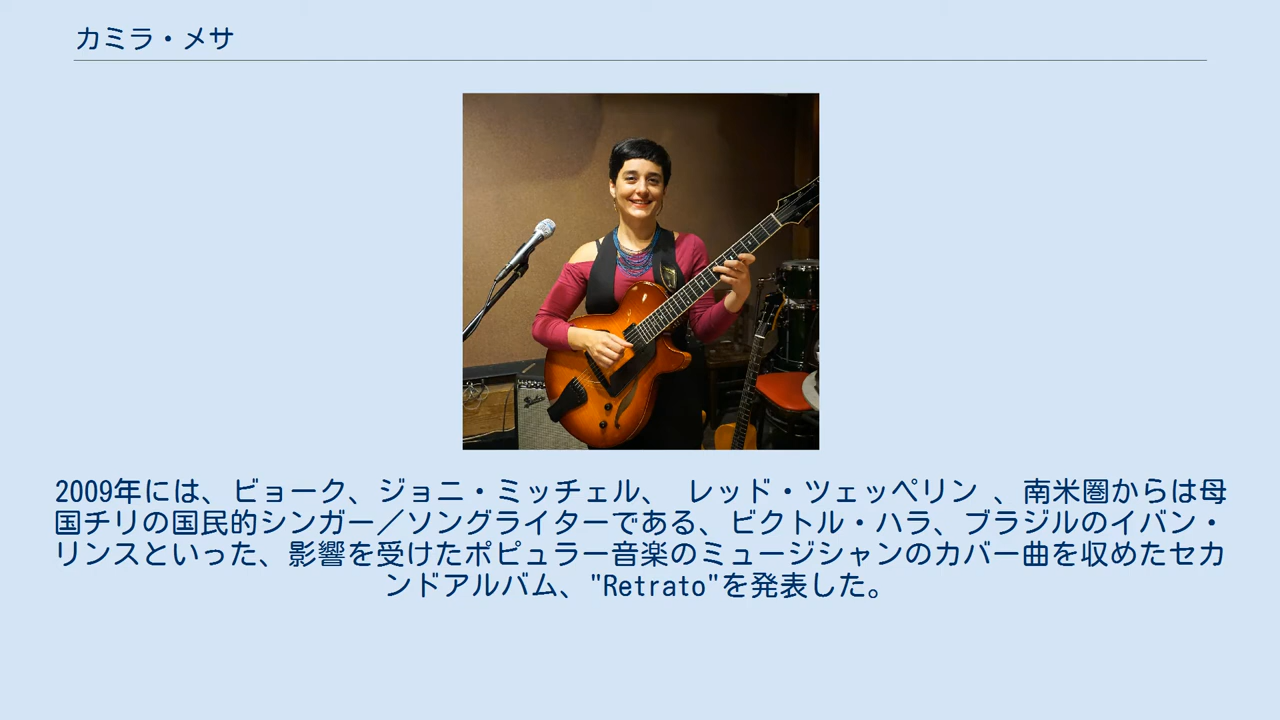 カミラ・メサ
2009年には、ビョーク、ジョニ・ミッチェル、 レッド・ツェッペリン 、南米圏からは母
国チリの国民的シンガー／ソングライターである、ビクトル・ハラ、ブラジルのイバン・
リンスといった、影響を受けたポピュラー音楽のミュージシャンのカバー曲を収めたセカ
ンドアルバム、"Retrato"を発表した。